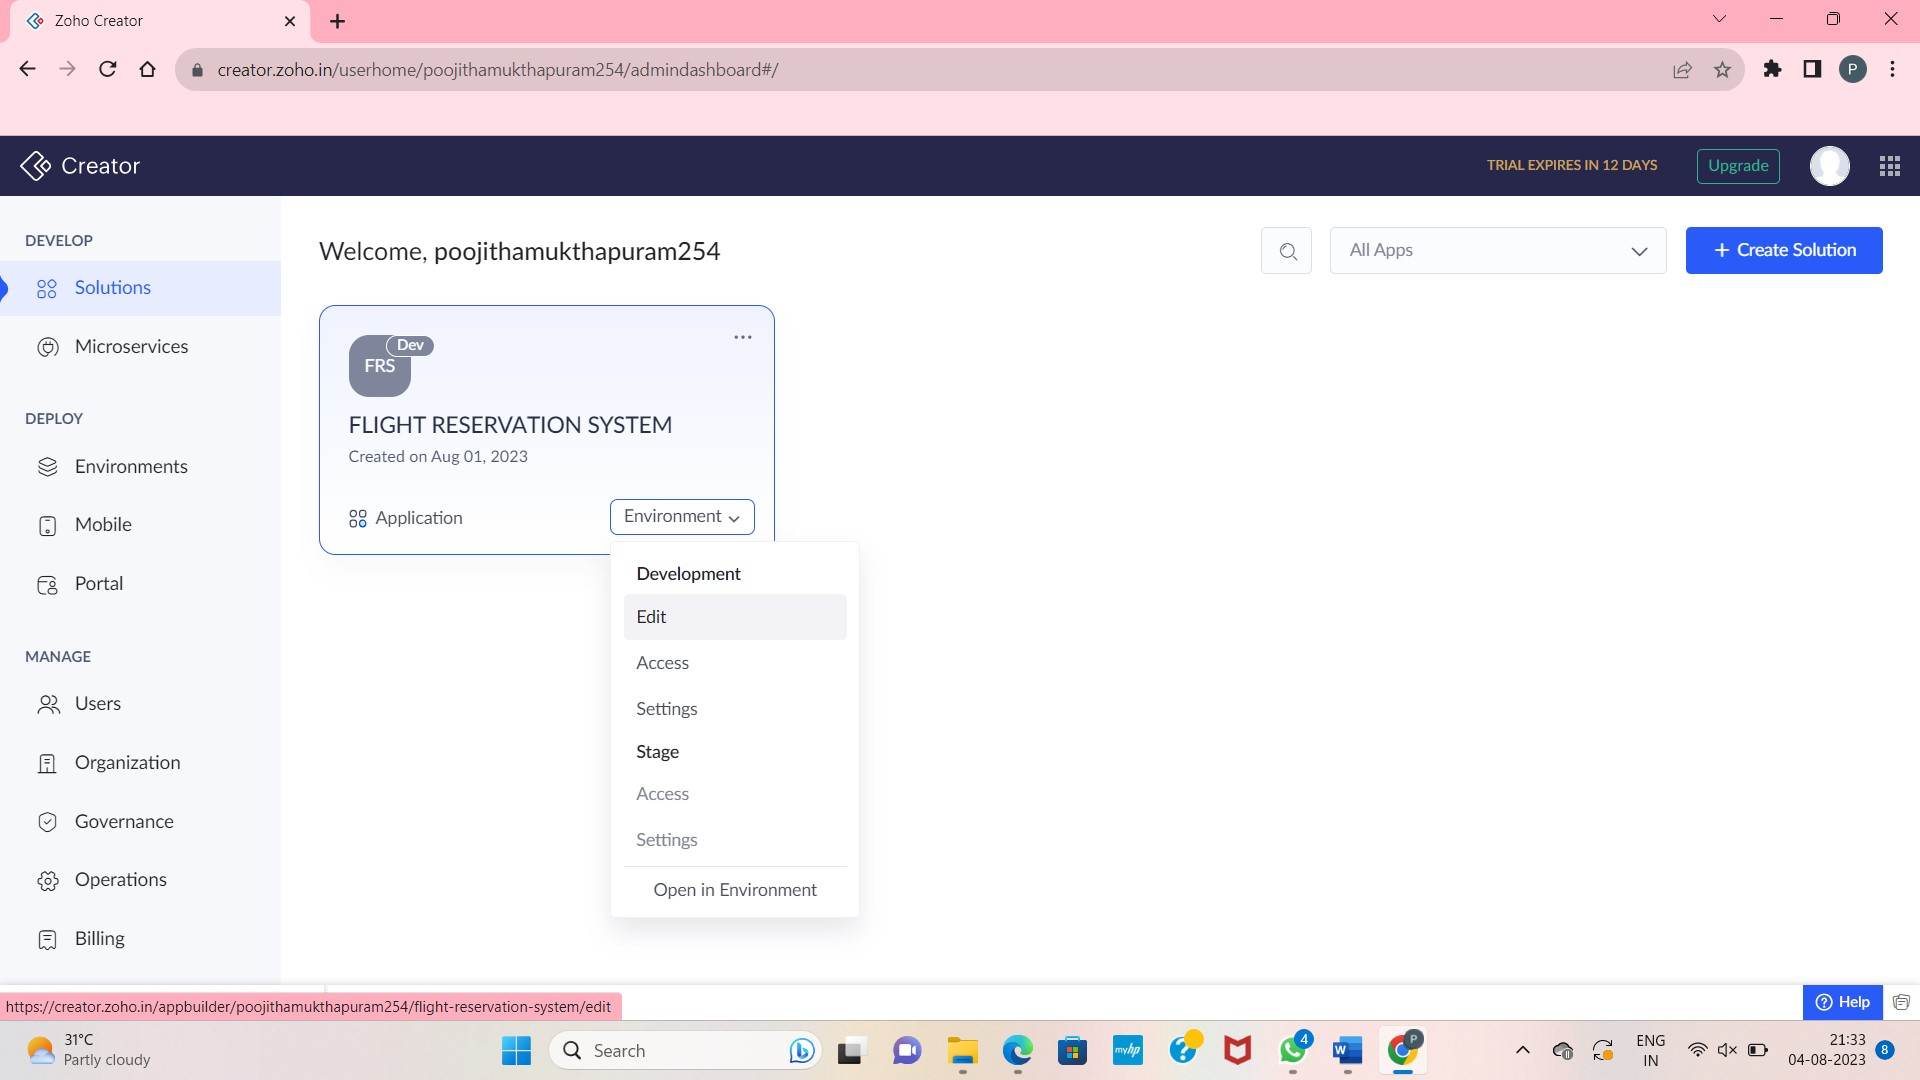 Zoho Creator
creator.zoho.in/userhome/poojithamukthapuram254/admindashboard#/
P
Creator
TRIAL EXPIRES IN 12 DAYS
Upgrade
DEVELOP
Solutions
Microservices
DEPLOY
Environments
Mobile
Portal
MANAGE
Users
Organization
Governance
Operations
Billing
Welcome, poojithamukthapuram254
All Apps
+ Create Solution
Dev
FRS
FLIGHT RESERVATION SYSTEM
Created on Aug 01, 2023
Application
Environment
Development
Edit
Access
Settings
Stage
Access
Settings
Open in Environment
https://creator.zoho.in/appbuilder/poojithamukthapuram254/flight-reservation-system/edit
? Help
31°C
Partly cloudy
Search
myhp
?
4
W
P
ENG
IN
21:33
04-08-2023
8